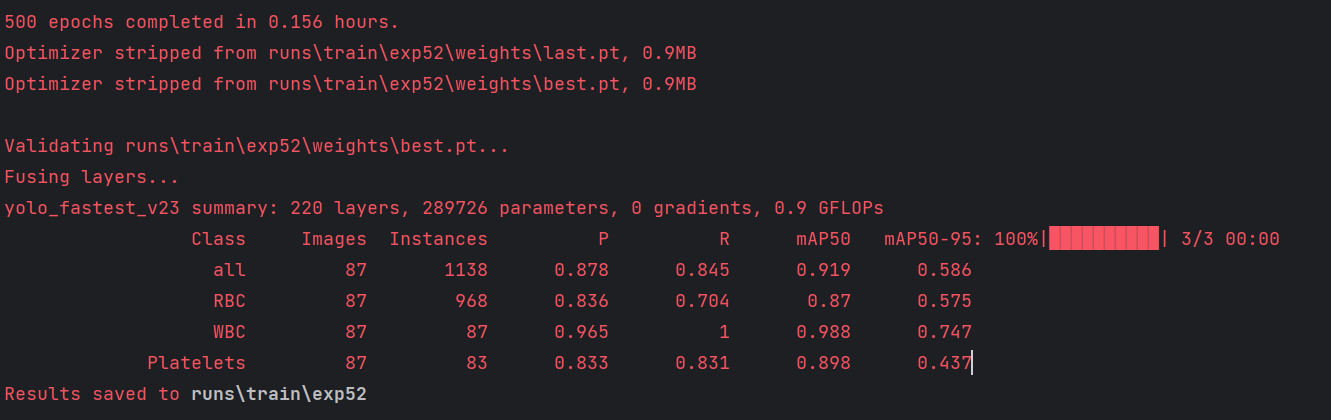 500 epochs completed in 0.156 hours.
Optimizer stripped from runs\train\exp52\weights\last.pt, 0.9MB
Optimizer stripped from runs\train\exp52\weights\best.pt, 0.9MB
Validating runs\train\exp52\weights\best.pt...
Fusing layers...
yolo_fastest_v23 summary: 220 layers, 289726 parameters, 0 gradients, 0.9 GFLOPs
Class Images Instances P R mAP50 mAP50-95: 100%|██████████| 3/3 00:00
all 87 1138 0.878 0.845 0.919 0.586
RBC 87 968 0.836 0.704 0.87 0.575
WBC 87 87 0.965 1 0.988 0.747
Platelets 87 83 0.833 0.831 0.898 0.437
Results saved to runs\train\exp52